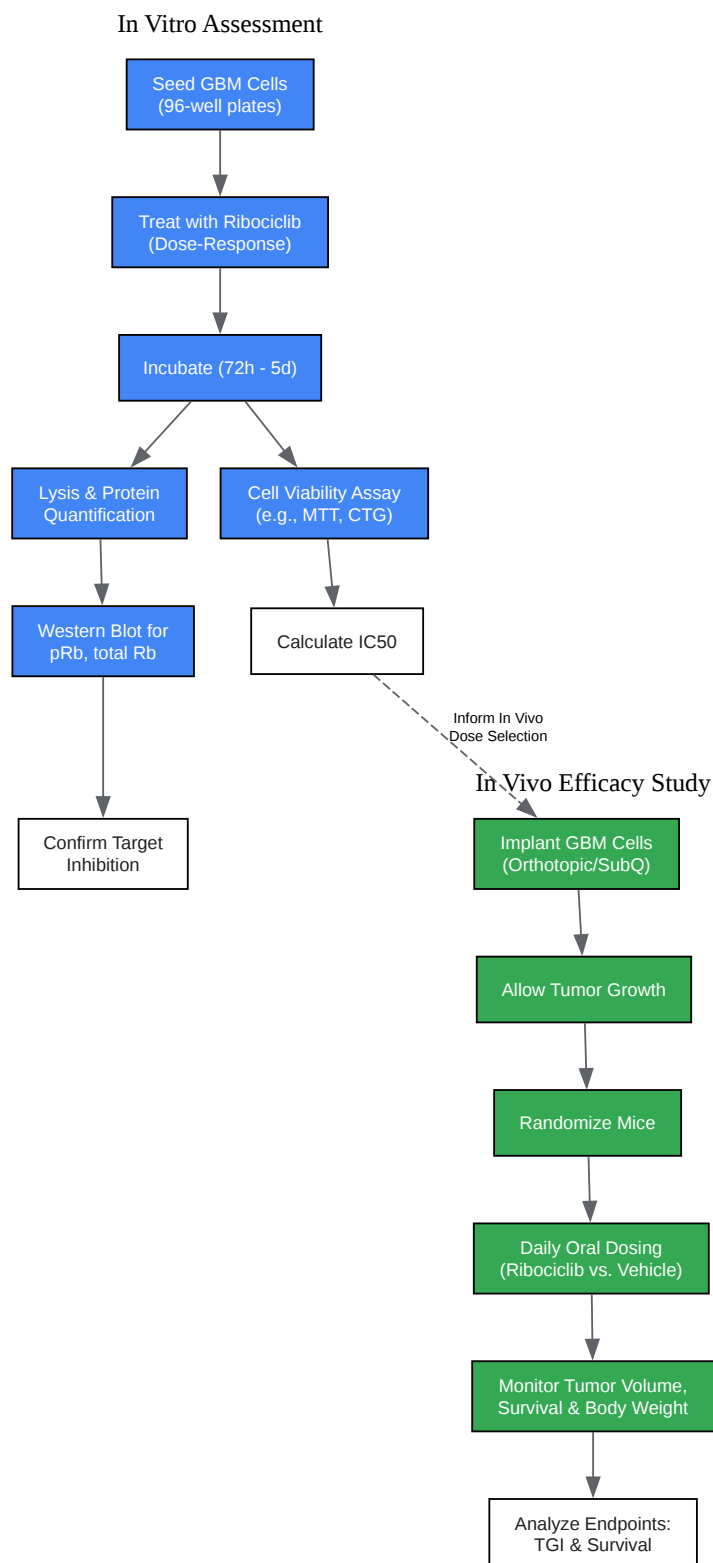 In Vitro Assessment
Seed GBM Cells
(96-well plates)
Treat with Ribociclib
(Dose-Response)
Incubate (72h - 5d)
Lysis & Protein
Quantification
Cell Viability Assay
(e.g., MTT, CTG)
Western Blot for
pRb, total Rb
Calculate IC50
Inform In Vivo
Dose Selection
In Vivo Efficacy Study
Confirm Target
Inhibition
Implant GBM Cells
(Orthotopic/SubQ)
Allow Tumor Growth
Randomize Mice
Daily Oral Dosing
(Ribociclib vs. Vehicle)
Monitor Tumor Volume,
Survival & Body Weight
Analyze Endpoints:
TGI & Survival